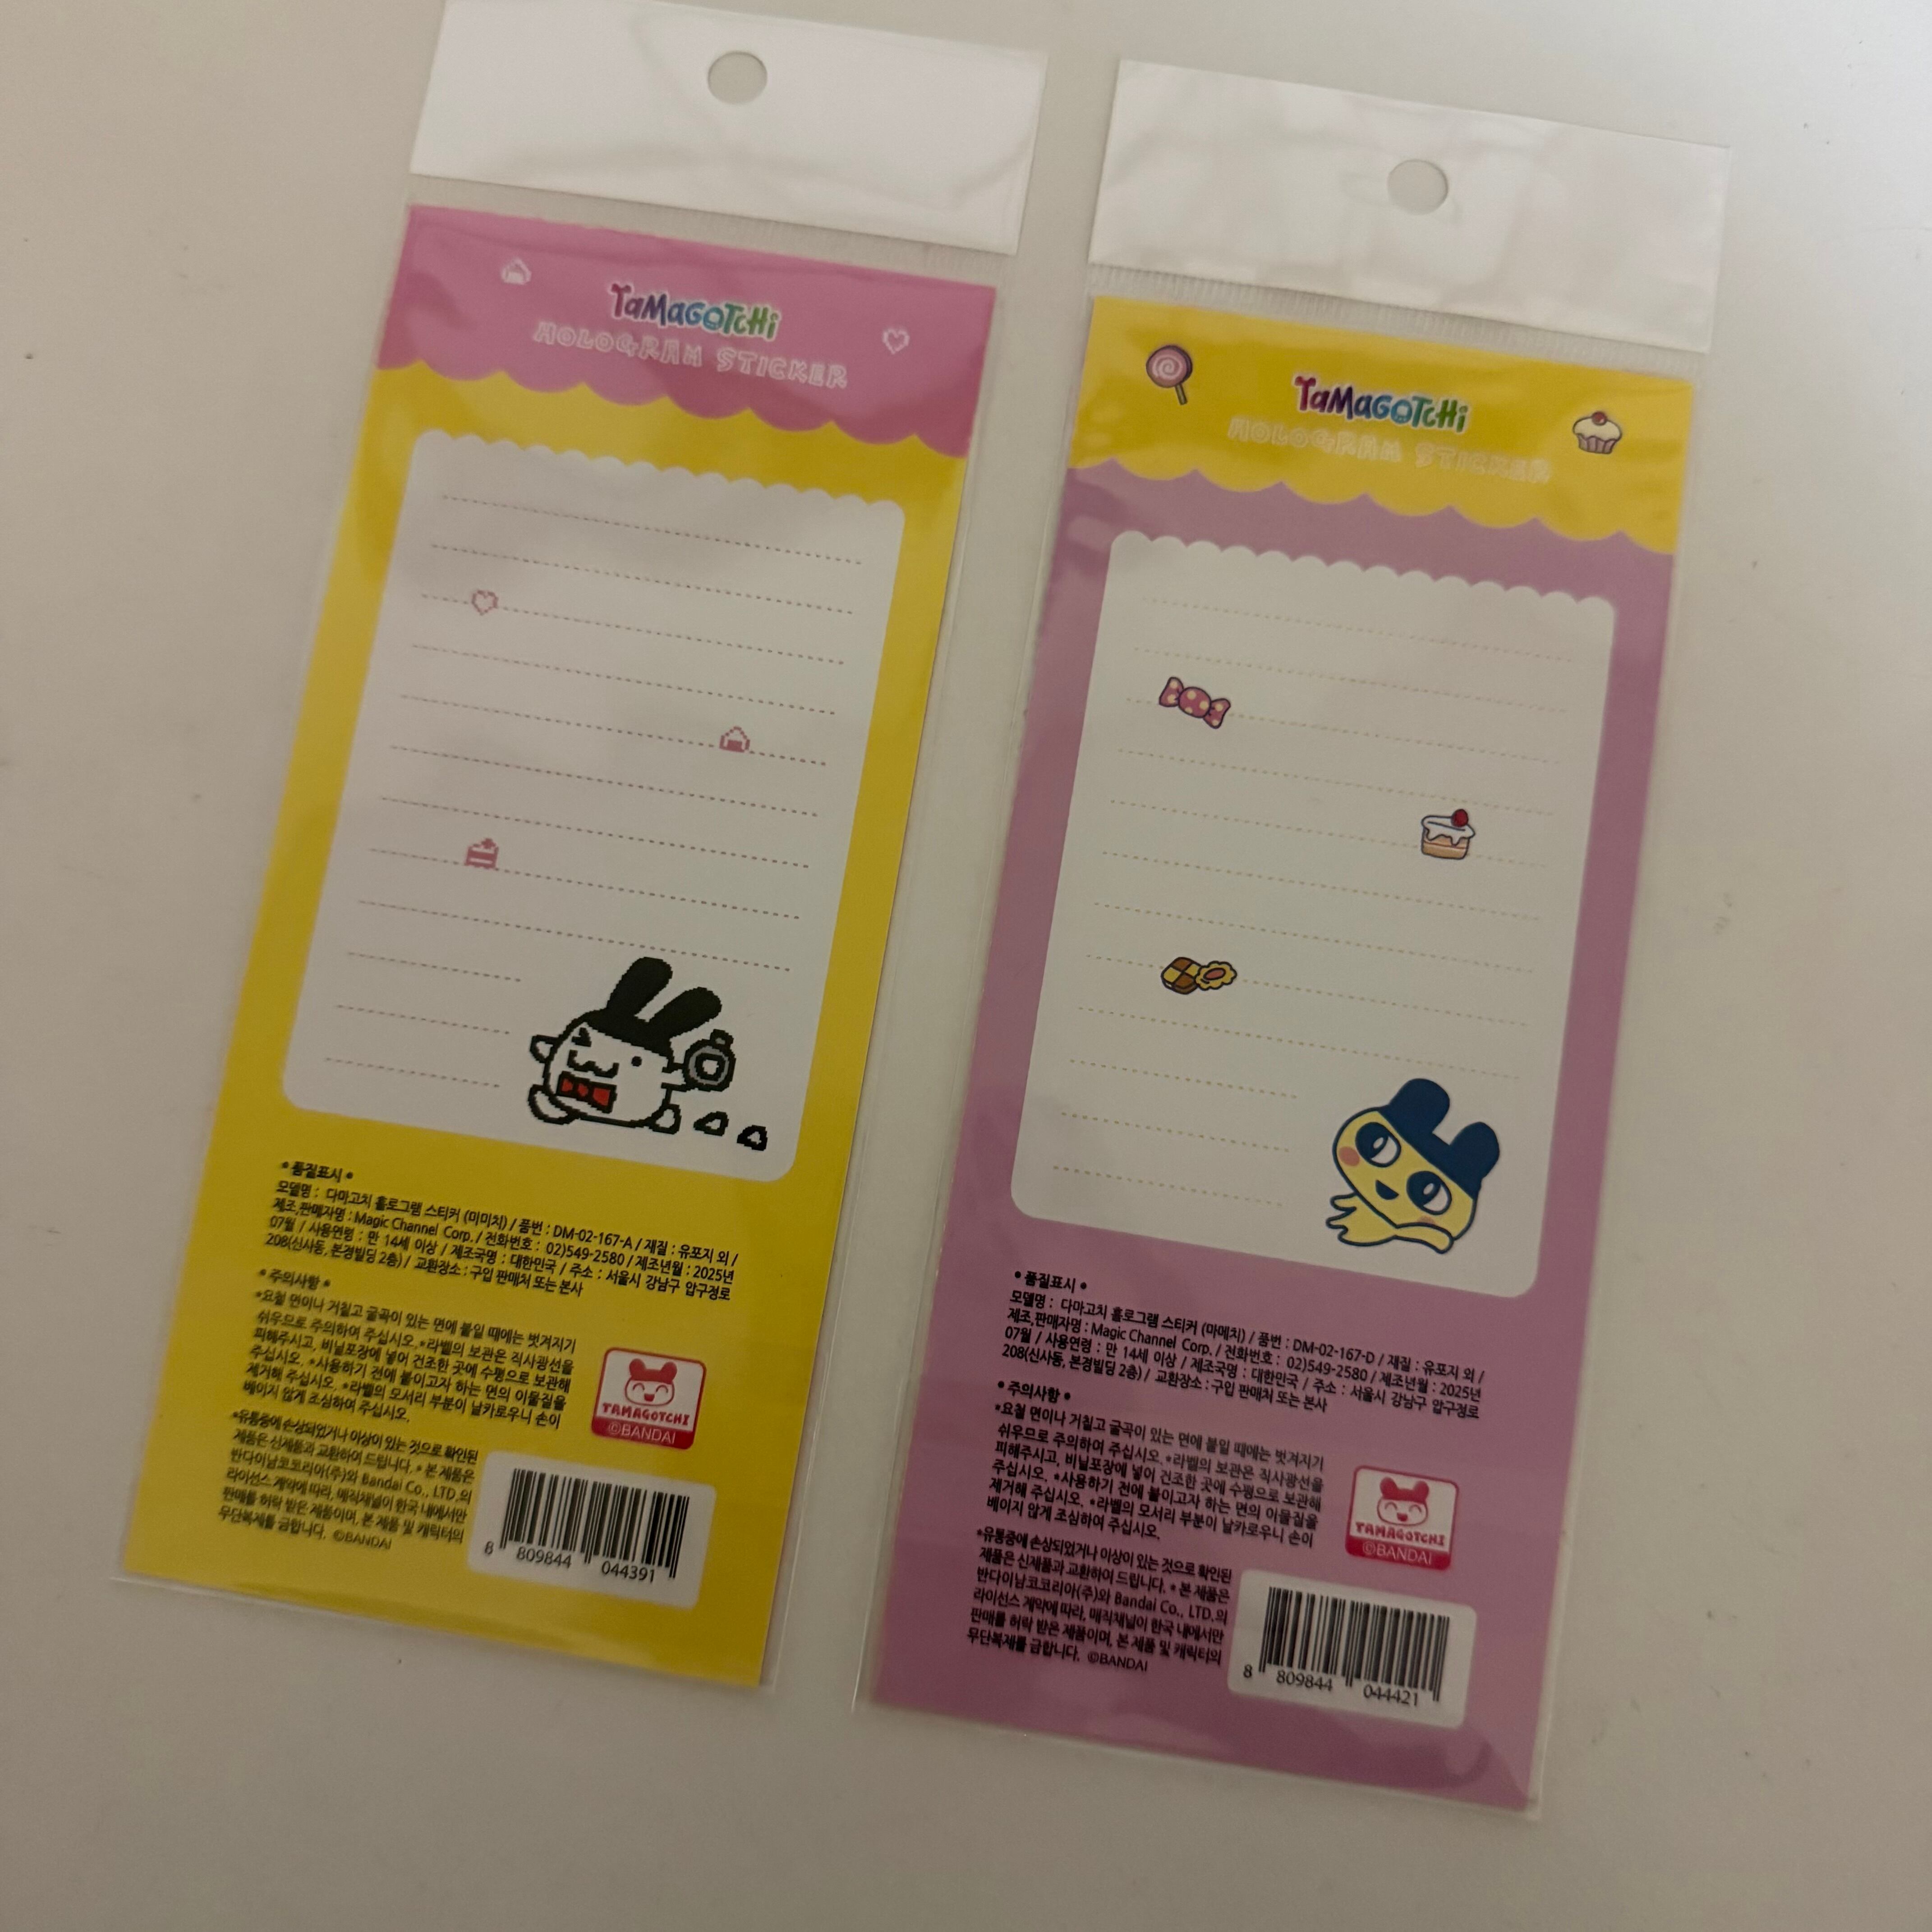 TaMaGoTcHi
HOLOGRAM STICKER
• 품질표시 •
모델명 : 다마고치 홀로그램 스티커 (미미치) / 품번 : DM-02-167-A / 재질 : 유포지 외 /
제조,판매자명 : Magic Channel Corp. / 전화번호 : 02)549-2580 / 제조년월 : 2025년
07월 / 사용연령 : 만 14세 이상 / 제조국명 : 대한민국 / 주소 : 서울시 강남구 압구정로
208(신사동, 본경빌딩 2층) / 교환장소 : 구입 판매처 또는 본사
• 주의사항 •
•요철 면이나 거칠고 굴곡이 있는 면에 붙일 때에는 벗겨지기
쉬우므로 주의하여 주십시오.•라벨의 보관은 직사광선을
피해주시고, 비닐포장에 넣어 건조한 곳에 수평으로 보관해
주십시오. •사용하기 전에 붙이고자 하는 면의 이물질을
제거해 주십시오. •라벨의 모서리 부분이 날카로우니 손이
베이지 않게 조심하여 주십시오.
•유통중에 손상되었거나 이상이 있는 것으로 확인된
제품은 신제품과 교환하여 드립니다. • 본 제품은
반다이남코코리아(주)와 Bandai Co., LTD.의
라이선스 계약에 따라, 매직채널이 한국 내에서만
판매를 허락 받은 제품이며, 본 제품 및 캐릭터의
무단복제를 금합니다. ©BANDAI
TAMAGOTCHI
©BANDAI
8 809844 044391
TaMaGoTcHi
HOLOGRAM STICKER
• 품질표시 •
모델명 : 다마고치 홀로그램 스티커 (마메치) / 품번 : DM-02-167-D / 재질 : 유포지 외 /
제조,판매자명 : Magic Channel Corp. / 전화번호 : 02)549-2580 / 제조년월 : 2025년
07월 / 사용연령 : 만 14세 이상 / 제조국명 : 대한민국 / 주소 : 서울시 강남구 압구정로
208(신사동, 본경빌딩 2층) / 교환장소 : 구입 판매처 또는 본사
• 주의사항 •
•요철 면이나 거칠고 굴곡이 있는 면에 붙일 때에는 벗겨지기
쉬우므로 주의하여 주십시오.•라벨의 보관은 직사광선을
피해주시고, 비닐포장에 넣어 건조한 곳에 수평으로 보관해
주십시오. •사용하기 전에 붙이고자 하는 면의 이물질을
제거해 주십시오. •라벨의 모서리 부분이 날카로우니 손이
베이지 않게 조심하여 주십시오.
•유통중에 손상되었거나 이상이 있는 것으로 확인된
제품은 신제품과 교환하여 드립니다. • 본 제품은
반다이남코코리아(주)와 Bandai Co., LTD.의
라이선스 계약에 따라, 매직채널이 한국 내에서만
판매를 허락 받은 제품이며, 본 제품 및 캐릭터의
무단복제를 금합니다. ©BANDAI
TAMAGOTCHI
©BANDAI
8 809844 044421